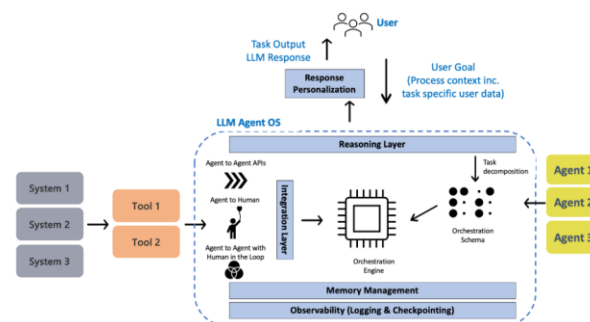 User
Task Output
LLM Response
User Goal
(Process context inc.
task specific user data)
Response
Personalization
LLM Agent OS
Reasoning Layer
Agent to Agent APIs
Task
decomposition
System 1
System 2
System 3
Tool 1
Tool 2
Agent to Human
Integration Layer
Agent to Agent with
Human in the Loop
Orchestration
Engine
Orchestration
Schema
Agent 1
Agent 2
Agent 3
Memory Management
Observability (Logging & Checkpointing)